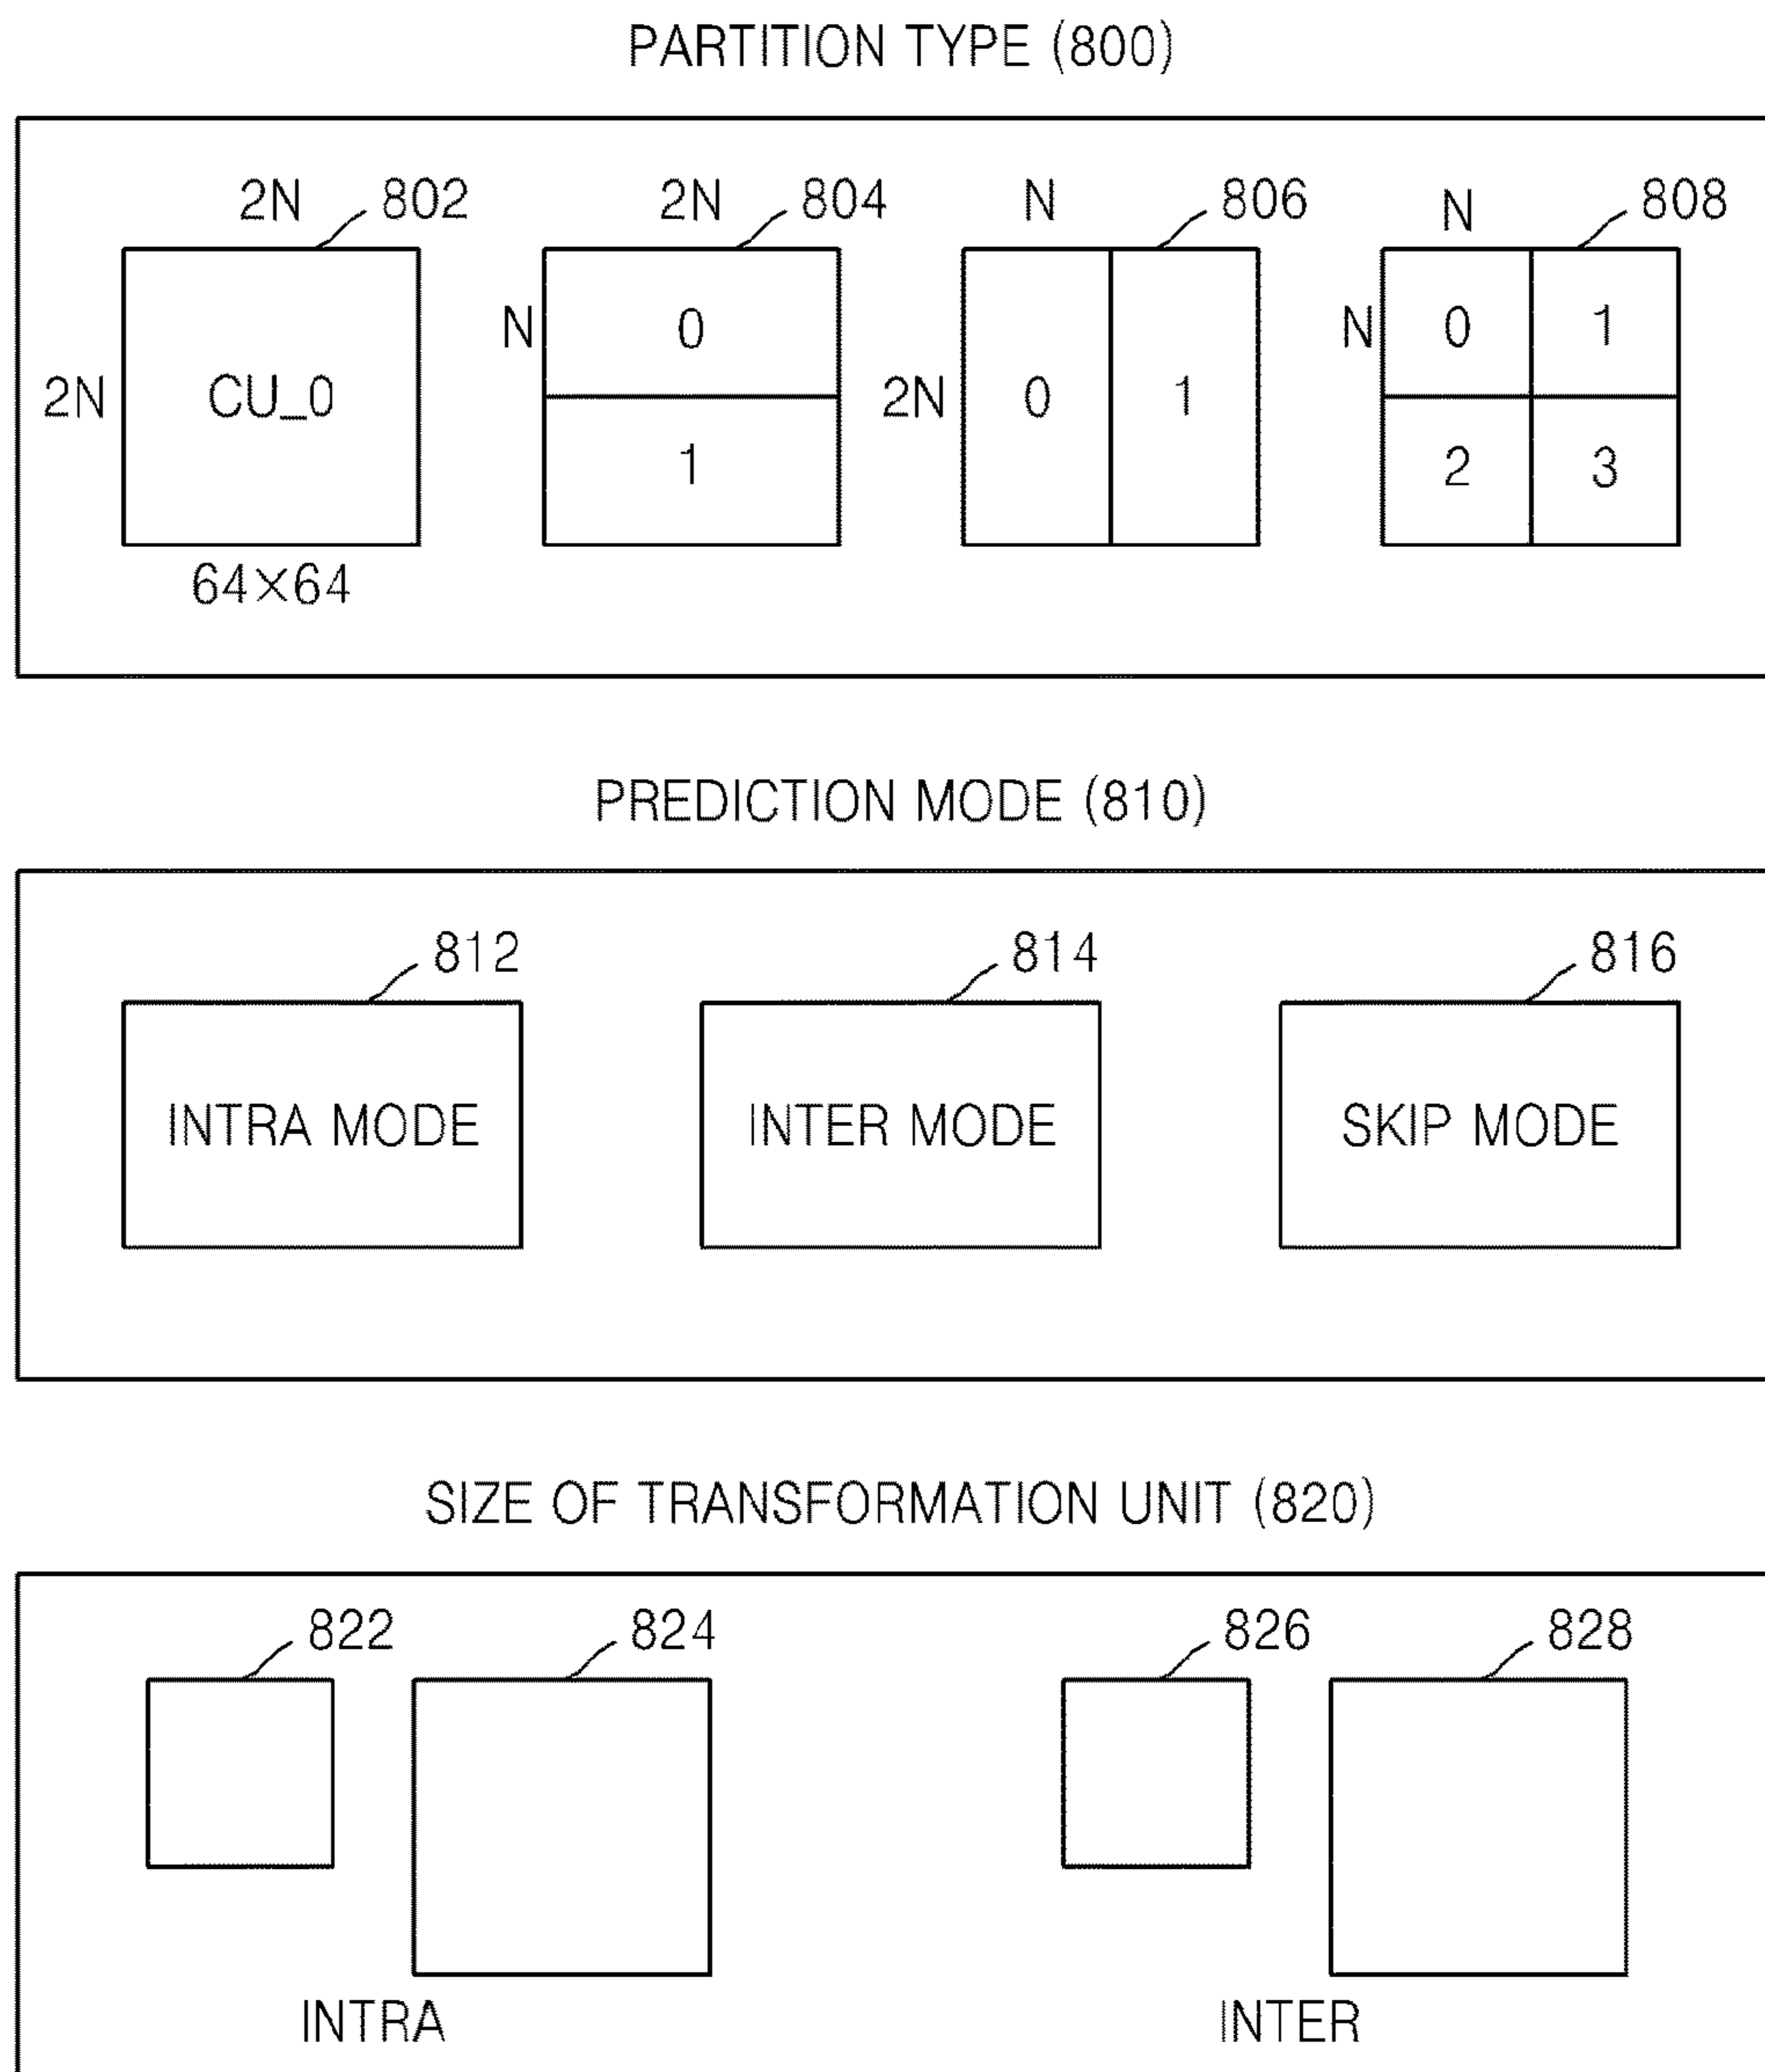 PARTITION TYPE (800)
2N 802 2N 804 N 806 N 808
N 0 N 0 1
2N CU_0 2N 0 1
1 2 3
64×64
PREDICTION MODE (810)
812 814 816
INTRA MODE INTER MODE SKIP MODE
SIZE OF TRANSFORMATION UNIT (820)
822 824 826 828
INTRA INTER